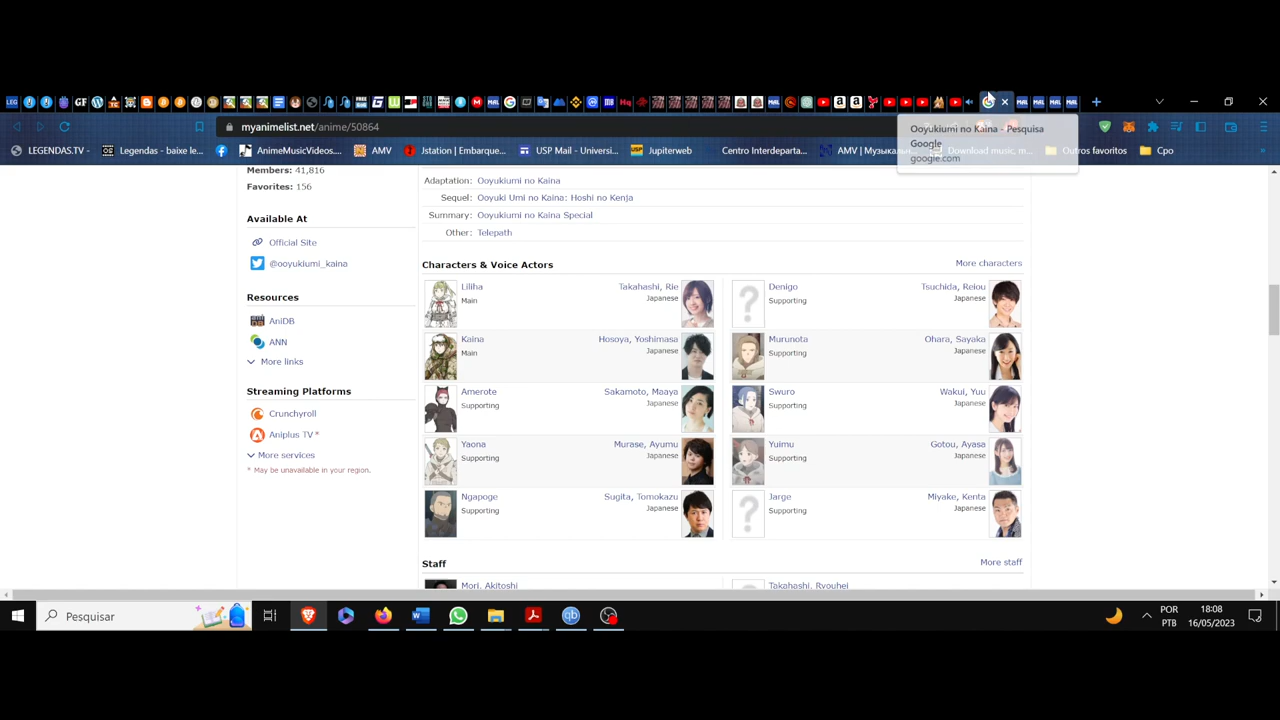 myanimelist.net/anime/50864
Ooyukiumi no Kaina - Pesquisa
Google
google.com
LEGENDAS.TV -
Legendas - baixe le...
AnimeMusicVideos....
AMV
Jstation | Embarque...
USP Mail - Universi...
Jupiterweb
Centro Interdeparta...
AMV | Музыкаль
Download music, m...
Outros favoritos
Cpo
Members: 41,816
Favorites: 156
Available At
Official Site
@ooyukiumi_kaina
Resources
AniDB
ANN
More links
Streaming Platforms
Crunchyroll
Aniplus TV *
More services
* May be unavailable in your region.
Adaptation: Ooyukiumi no Kaina
Sequel: Ooyuki Umi no Kaina: Hoshi no Kenja
Summary: Ooyukiumi no Kaina Special
Other: Telepath
Characters & Voice Actors
More characters
Liliha
Main
Takahashi, Rie
Japanese
Denigo
Supporting
Tsuchida, Reiou
Japanese
Kaina
Main
Hosoya, Yoshimasa
Japanese
Murunota
Supporting
Ohara, Sayaka
Japanese
Amerote
Supporting
Sakamoto, Maaya
Japanese
Swuro
Supporting
Wakui, Yuu
Japanese
Yaona
Supporting
Murase, Ayumu
Japanese
Yuimu
Supporting
Gotou, Ayasa
Japanese
Ngapoge
Supporting
Sugita, Tomokazu
Japanese
Jarge
Supporting
Miyake, Kenta
Japanese
Staff
More staff
Mori, Akitoshi
Takahashi, Ryouhei
Pesquisar
POR
PTB
18:08
16/05/2023